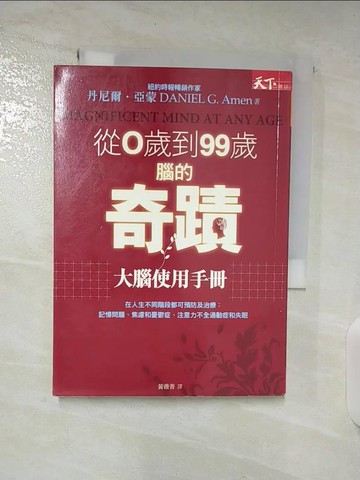 紐約時報暢銷作家
天下
丹尼爾・亞蒙 DANIEL G. Amen 著
MAGNIFICENT MIND AT ANY AGE
從0歲到99歲
腦的
奇蹟
大腦使用手冊
在人生不同階段都可預防及治療：
記憶問題、焦慮和憂鬱症、注意力不全過動症和失眠
黃薇菁 譯